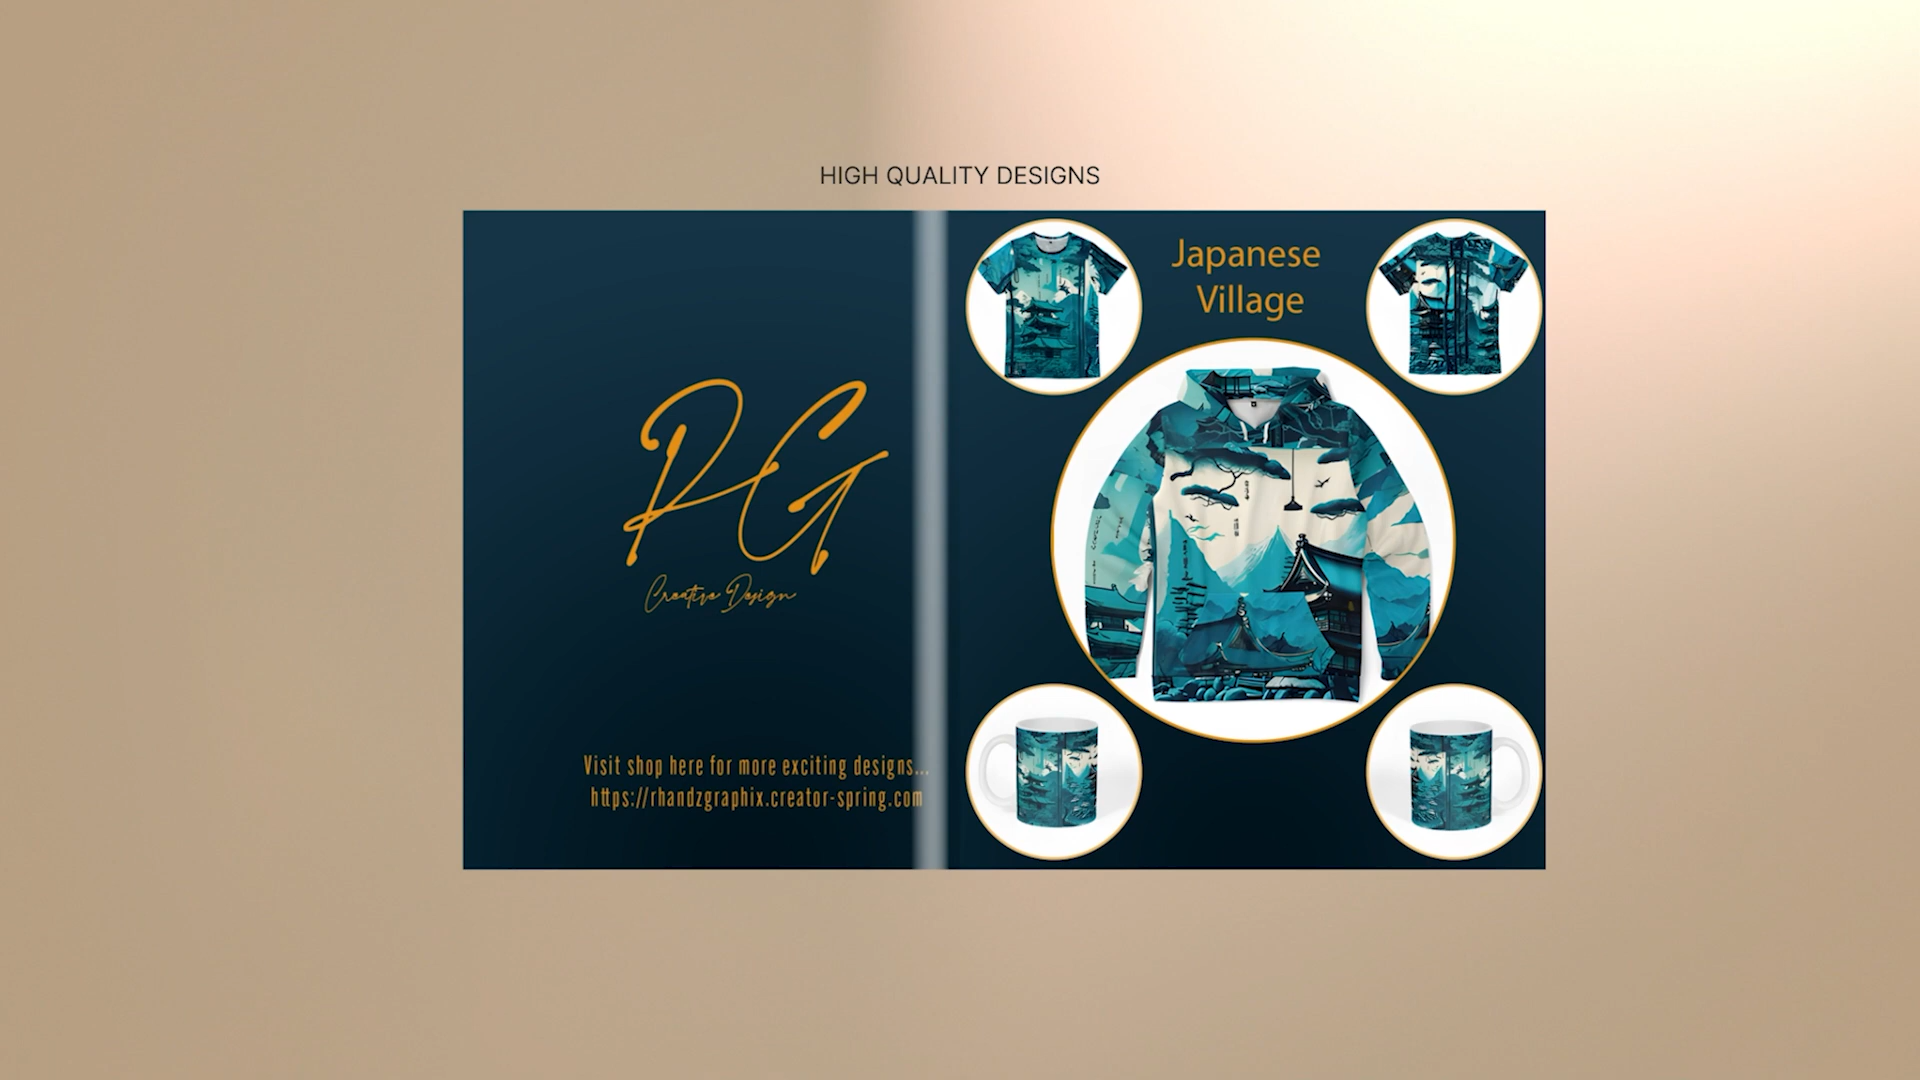 HIGH QUALITY DESIGNS
RG
Creative Design
Visit shop here for more exciting designs...
https://rhandzgraphix.creator-spring.com
Japanese
Village